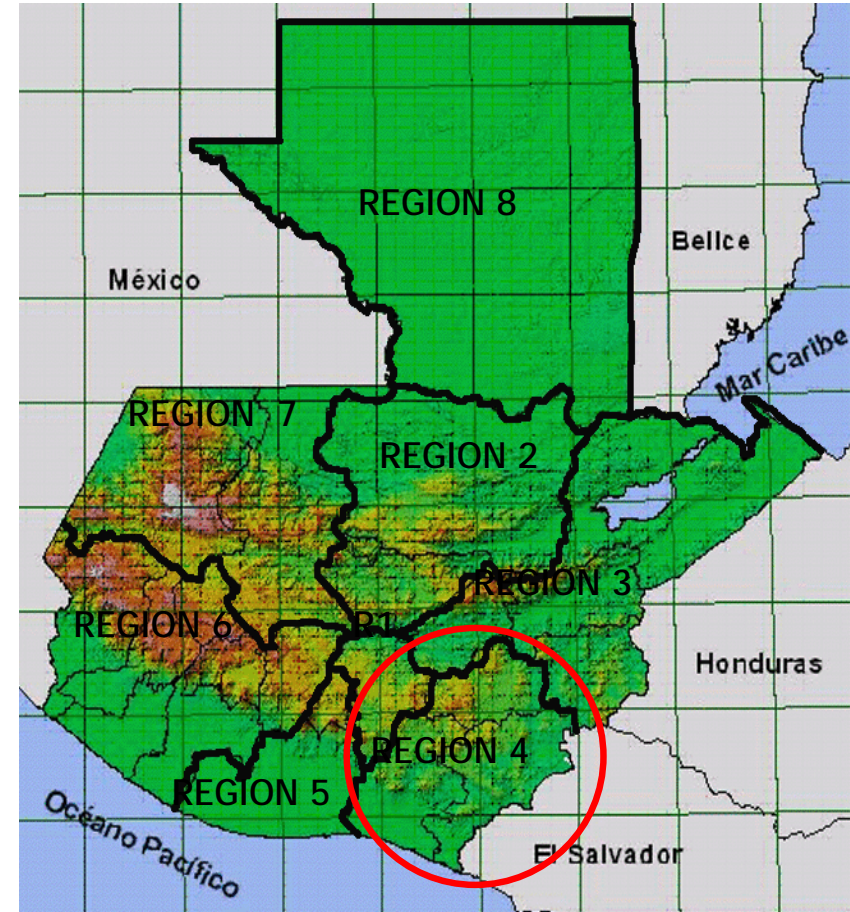 REGION 8
Belice
México
Mar Caribe
REGION 7
REGION 2
REGION 3
REGION 6
R1
Honduras
REGION 4
REGION 5
Océano Pacífico
El Salvador